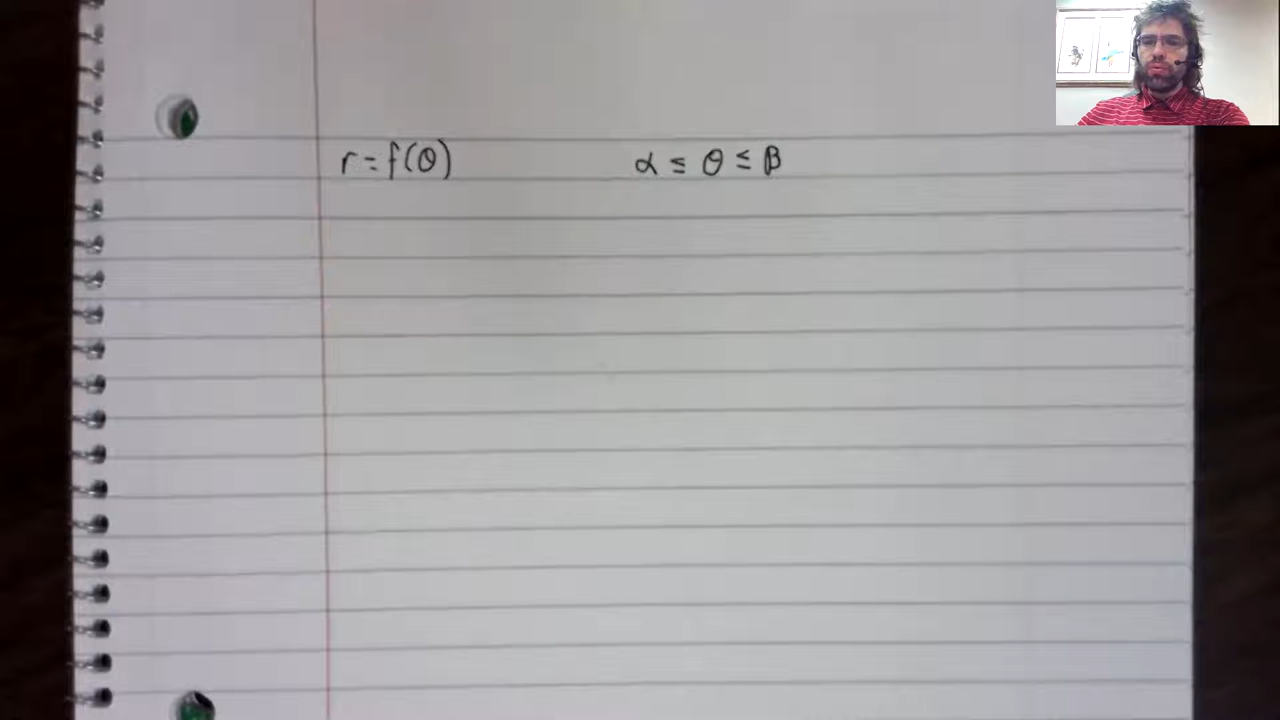 r = f(θ) α ≤ θ ≤ β